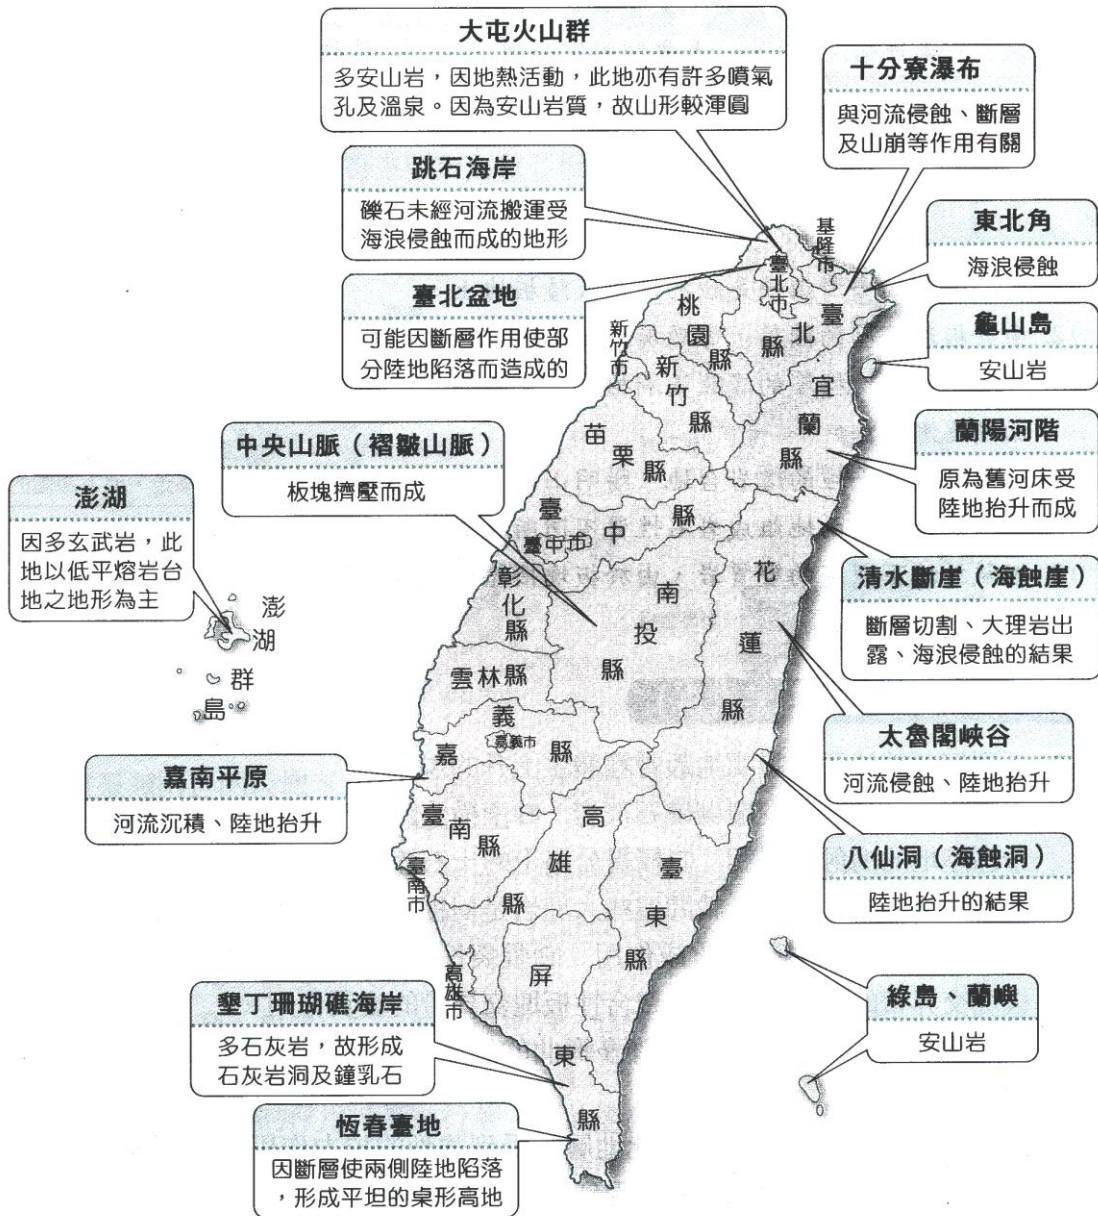 大屯火山群
多安山岩，因地熱活動，此地亦有許多噴氣
孔及溫泉。因為安山岩質，故山形較渾圓
十分寮瀑布
與河流侵蝕、斷層
及山崩等作用有關
跳石海岸
礫石未經河流搬運受
海浪侵蝕而成的地形
東北角
海浪侵蝕
臺北盆地
可能因斷層作用使部
分陸地陷落而造成的
龜山島
安山岩
中央山脈（褶皺山脈）
板塊擠壓而成
蘭陽河階
原為舊河床受
陸地抬升而成
澎湖
因多玄武岩，此
地以低平熔岩台
地之地形為主
清水斷崖（海蝕崖）
斷層切割、大理岩出
露、海浪侵蝕的結果
太魯閣峽谷
河流侵蝕、陸地抬升
嘉南平原
河流沉積、陸地抬升
八仙洞（海蝕洞）
陸地抬升的結果
墾丁珊瑚礁海岸
多石灰岩，故形成
石灰岩洞及鐘乳石
綠島、蘭嶼
安山岩
恆春臺地
因斷層使兩側陸地陷落
，形成平坦的桌形高地
基隆市
臺北市
臺北縣
桃園縣
新竹市
新竹縣
宜蘭縣
苗栗縣
臺中縣
臺中市
彰化縣
南投縣
花蓮縣
雲林縣
嘉義縣
嘉義市
臺南縣
臺南市
高雄縣
高雄市
臺東縣
屏東縣
澎湖群島